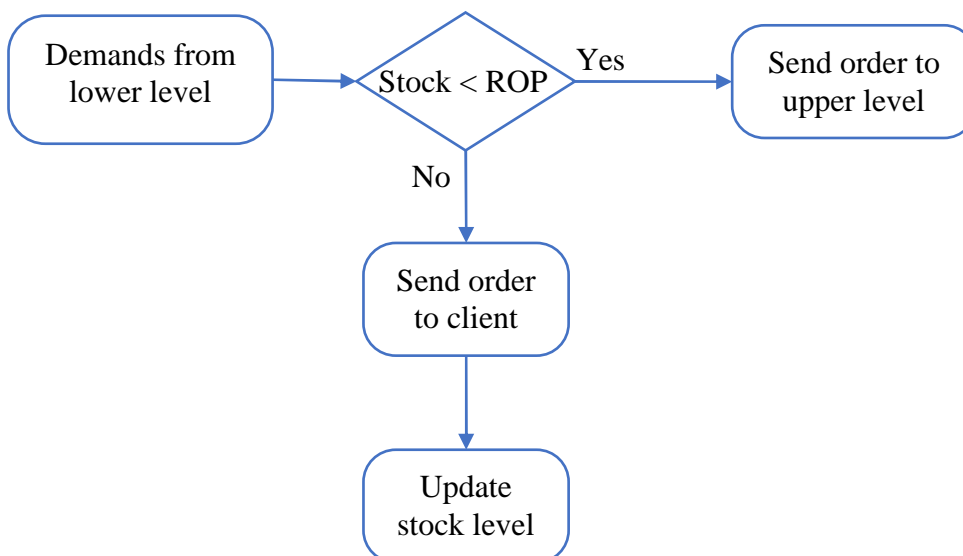 Demands from
lower level
Stock < ROP
Yes
Send order to
upper level
No
Send order
to client
Update
stock level